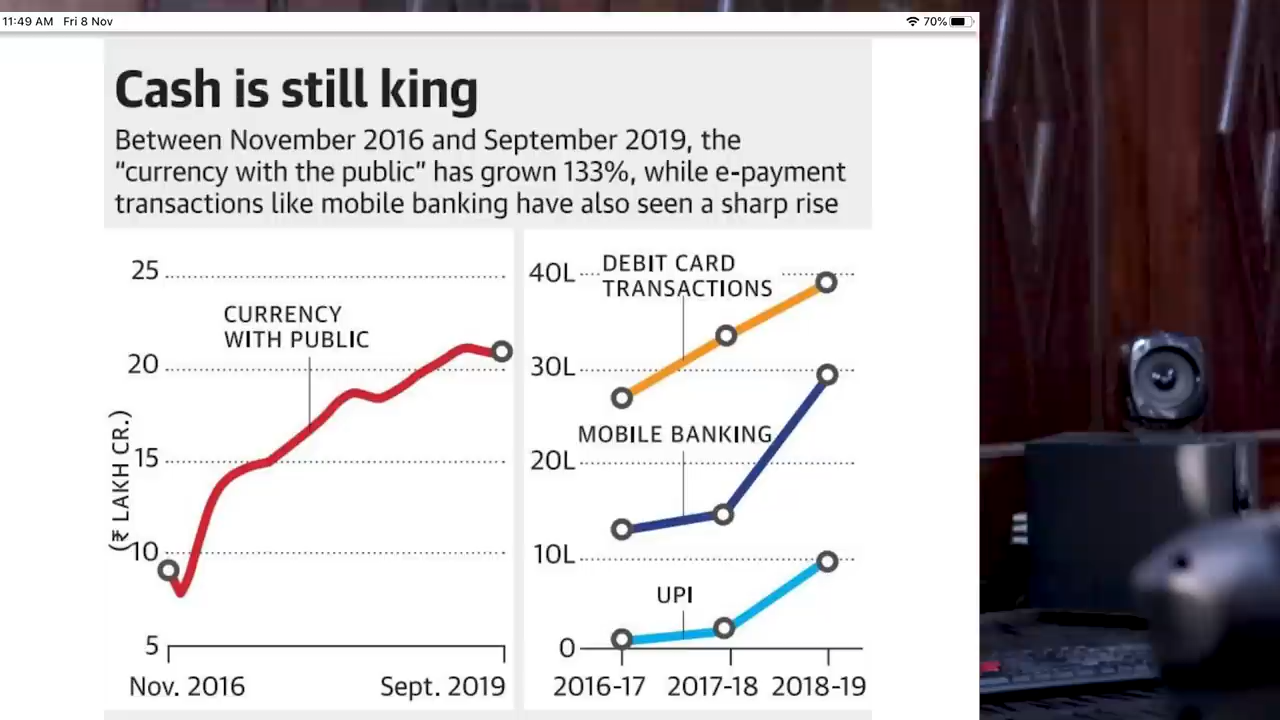 11:49 AM Fri 8 Nov
70%
Cash is still king
Between November 2016 and September 2019, the
“currency with the public” has grown 133%, while e-payment
transactions like mobile banking have also seen a sharp rise
25
CURRENCY
WITH PUBLIC
20
(₹ LAKH CR.)
15
10
5
Nov. 2016
Sept. 2019
40L
DEBIT CARD
TRANSACTIONS
30L
MOBILE BANKING
20L
10L
UPI
0
2016-17
2017-18
2018-19